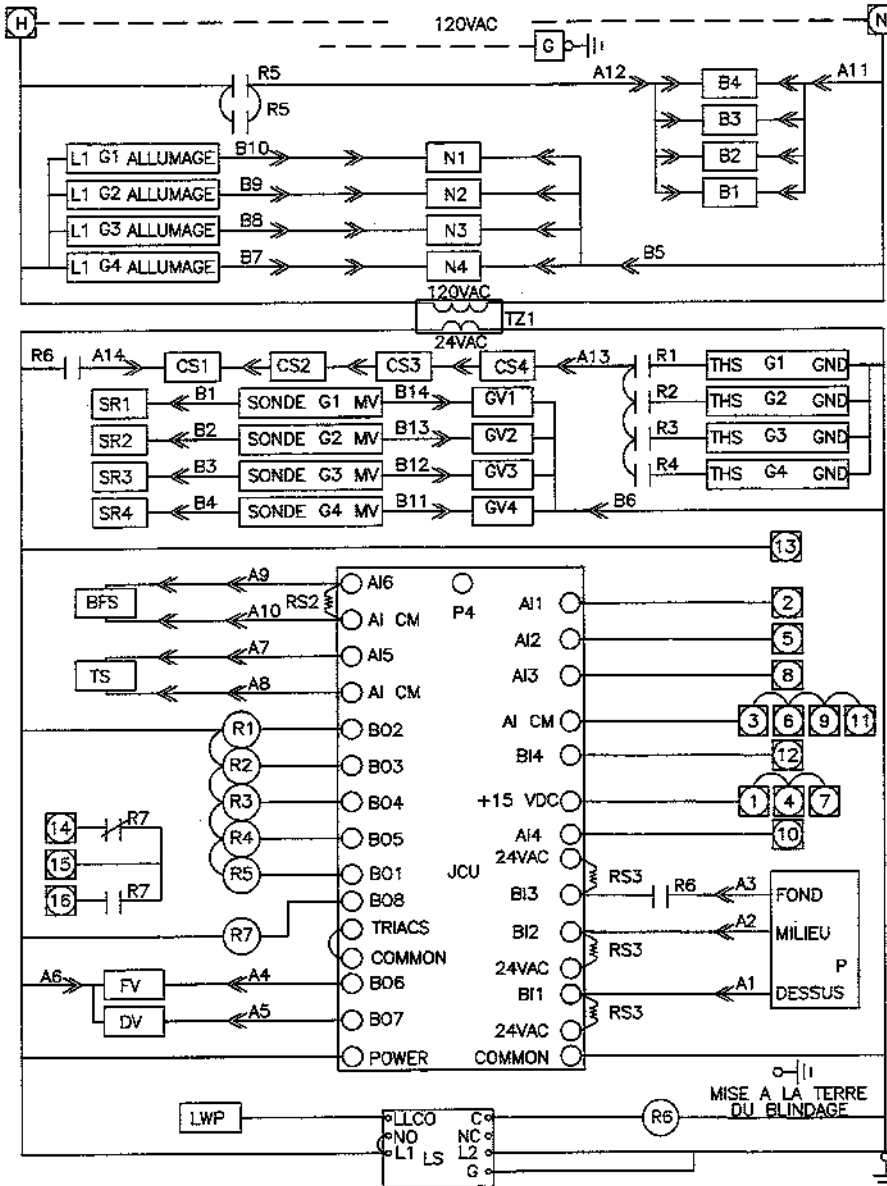 H 120VAC N
G
R5 A12 A11
R5
B4
B3
B2
B1
L1 G1 ALLUMAGE B10 N1
L1 G2 ALLUMAGE B9 N2
L1 G3 ALLUMAGE B8 N3
L1 G4 ALLUMAGE B7 N4 B5
120VAC
TZ1
24VAC
R6 A14 CS1 CS2 CS3 CS4 A13 R1 THS G1 GND
SR1 B1 SONDE G1 MV B14 GV1 R2 THS G2 GND
SR2 B2 SONDE G2 MV B13 GV2 R3 THS G3 GND
SR3 B3 SONDE G3 MV B12 GV3 R4 THS G4 GND
SR4 B4 SONDE G4 MV B11 GV4 B6
13
BFS A9 RS2 AI6 P4
A10 AI CM
TS A7 AI5
A8 AI CM
R1 BO2
R2 BO3
R3 BO4
R4 BO5
R5 BO1
R7 BO8
TRIACS
COMMON
A6 FV A4 BO6
DV A5 BO7
POWER
14 R7
15
16 R7
JCU
AI1 2
AI2 5
AI3 8
AI CM 3 6 9 11
BI4 12
+15 VDC 1 4 7
AI4 10
24VAC RS3
BI3 R6 A3 FOND
BI2 A2 MILIEU
24VAC RS3 P
BI1 A1 DESSUS
24VAC RS3
COMMON
MISE A LA TERRE
DU BLINDAGE
LWP LLCO C R6
NO NC
L1 LS L2
G